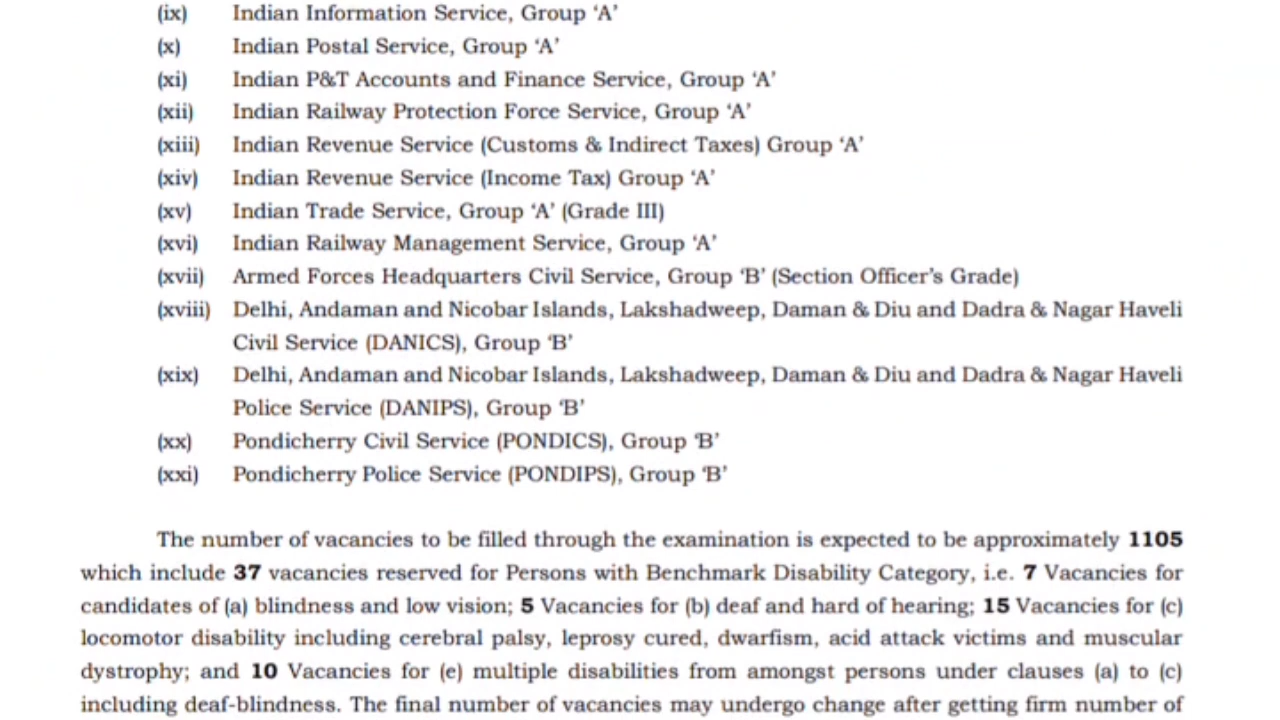 (ix) Indian Information Service, Group ‘A’
(x) Indian Postal Service, Group ‘A’
(xi) Indian P&T Accounts and Finance Service, Group ‘A’
(xii) Indian Railway Protection Force Service, Group ‘A’
(xiii) Indian Revenue Service (Customs & Indirect Taxes) Group ‘A’
(xiv) Indian Revenue Service (Income Tax) Group ‘A’
(xv) Indian Trade Service, Group ‘A’ (Grade III)
(xvi) Indian Railway Management Service, Group ‘A’
(xvii) Armed Forces Headquarters Civil Service, Group ‘B’ (Section Officer’s Grade)
(xviii) Delhi, Andaman and Nicobar Islands, Lakshadweep, Daman & Diu and Dadra & Nagar Haveli
Civil Service (DANICS), Group ‘B’
(xix) Delhi, Andaman and Nicobar Islands, Lakshadweep, Daman & Diu and Dadra & Nagar Haveli
Police Service (DANIPS), Group ‘B’
(xx) Pondicherry Civil Service (PONDICS), Group ‘B’
(xxi) Pondicherry Police Service (PONDIPS), Group ‘B’
The number of vacancies to be filled through the examination is expected to be approximately 1105
which include 37 vacancies reserved for Persons with Benchmark Disability Category, i.e. 7 Vacancies for
candidates of (a) blindness and low vision; 5 Vacancies for (b) deaf and hard of hearing; 15 Vacancies for (c)
locomotor disability including cerebral palsy, leprosy cured, dwarfism, acid attack victims and muscular
dystrophy; and 10 Vacancies for (e) multiple disabilities from amongst persons under clauses (a) to (c)
including deaf-blindness. The final number of vacancies may undergo change after getting firm number of